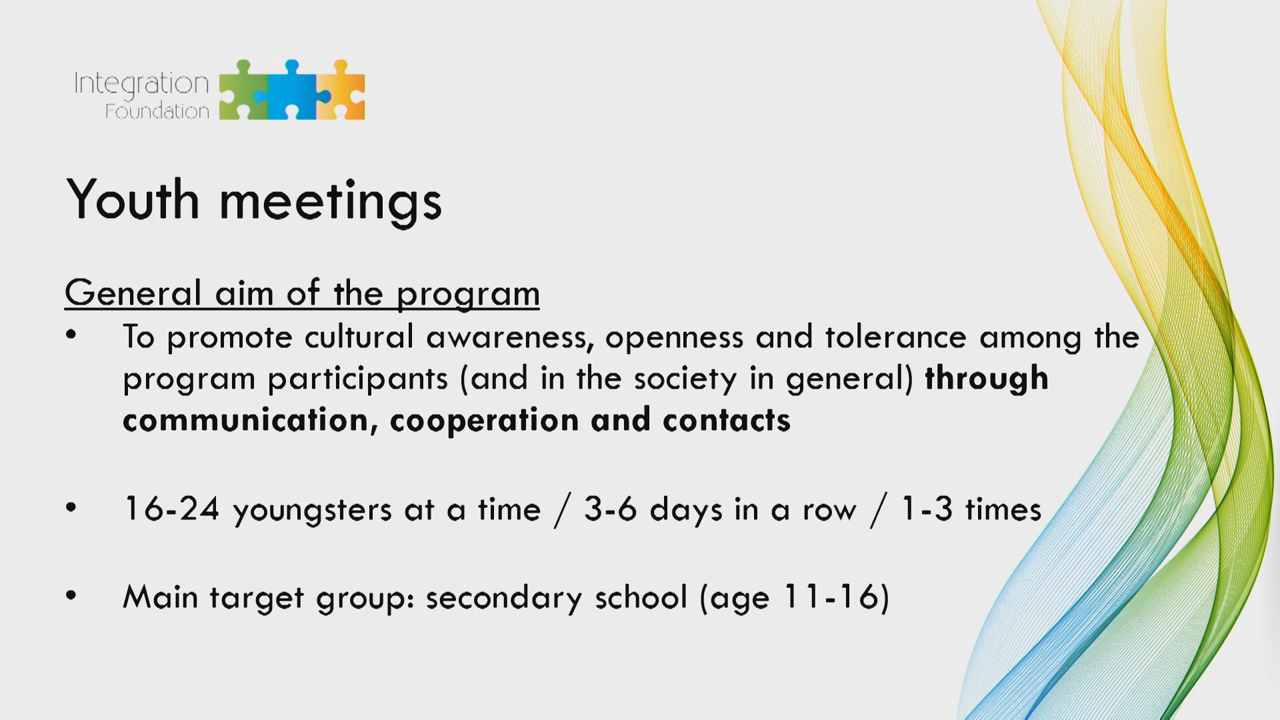 Integration
Foundation
Youth meetings
General aim of the program
• To promote cultural awareness, openness and tolerance among the
program participants (and in the society in general) through
communication, cooperation and contacts
• 16-24 youngsters at a time / 3-6 days in a row / 1-3 times
• Main target group: secondary school (age 11-16)